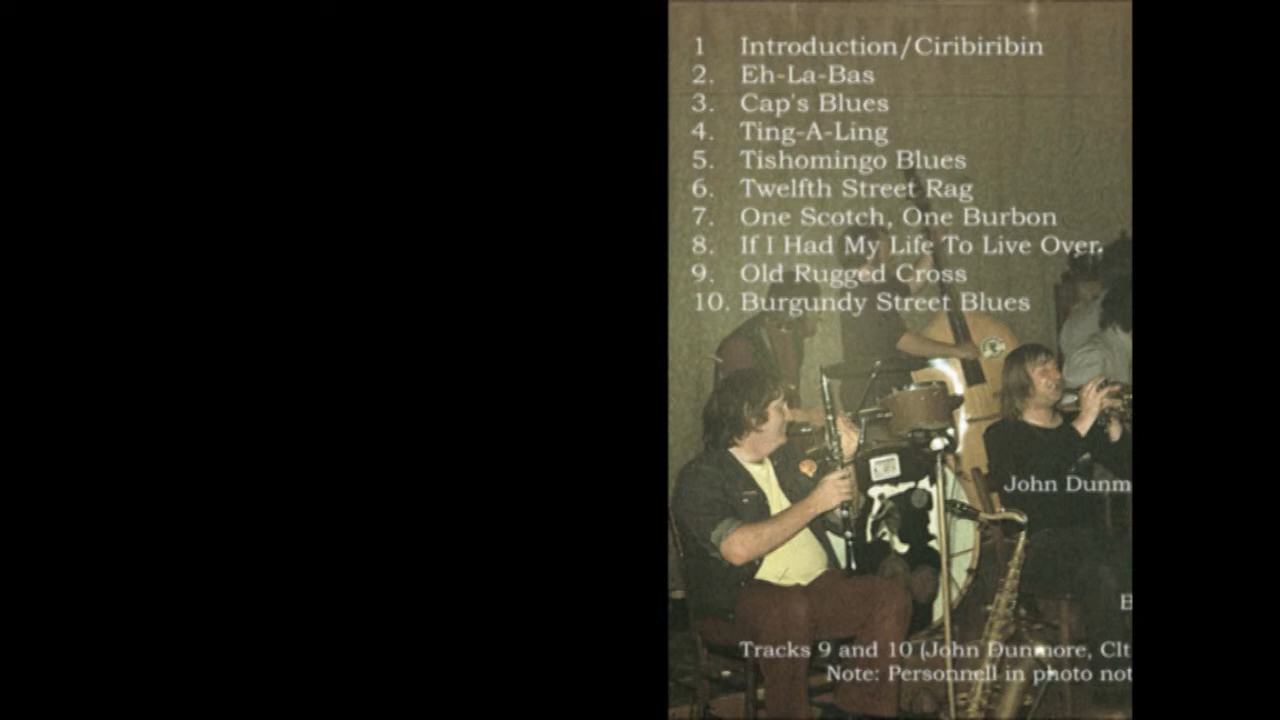 1 Introduction/Ciribiribin
2. Eh-La-Bas
3. Cap's Blues
4. Ting-A-Ling
5. Tishomingo Blues
6. Twelfth Street Rag
7. One Scotch, One Burbon
8. If I Had My Life To Live Over.
9. Old Rugged Cross
10. Burgundy Street Blues
John Dunm
B
Tracks 9 and 10 (John Dunmore, Clt
Note: Personnell in photo not